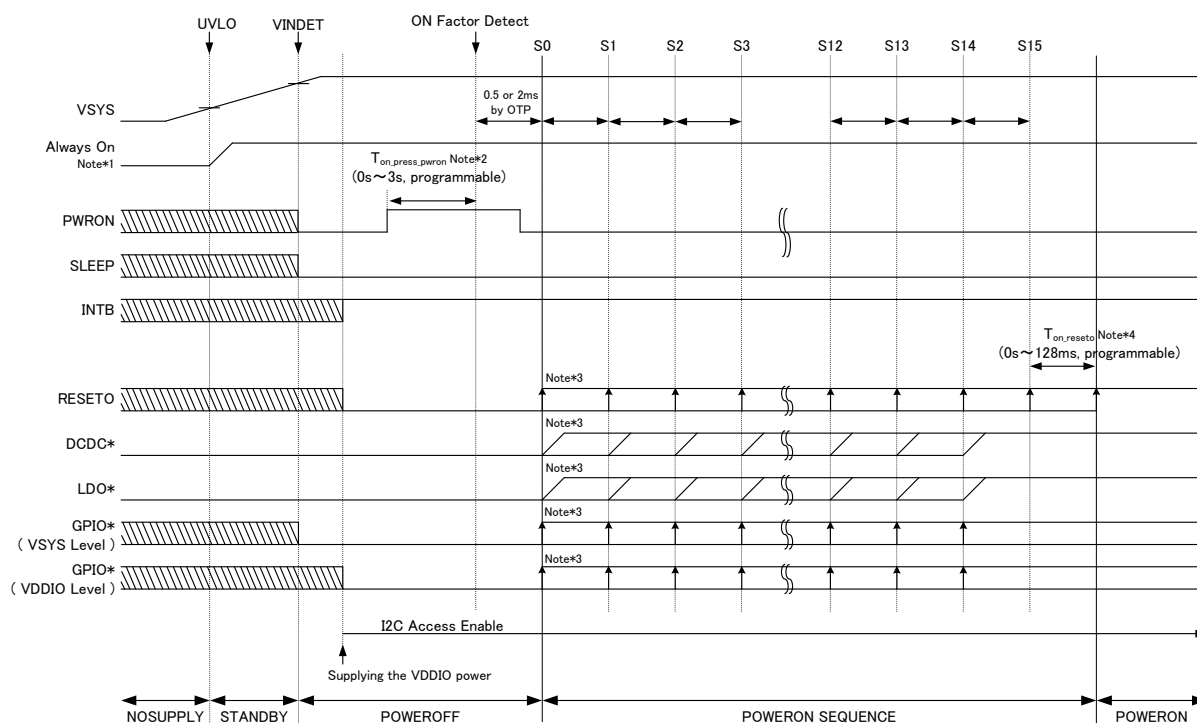 UVLO VINDET ON Factor Detect
S0 S1 S2 S3 S12 S13 S14 S15
VSYS
0.5 or 2ms
by OTP
Always On
Note*1
Ton_press_pwron Note*2
(0s~3s, programmable)
PWRON
SLEEP
INTB
Ton_reseto Note*4
(0s~128ms, programmable)
RESETO
Note*3
DCDC*
Note*3
LDO*
Note*3
GPIO*
( VSYS Level )
Note*3
GPIO*
( VDDIO Level )
Note*3
I2C Access Enable
Supplying the VDDIO power
NOSUPPLY STANDBY POWEROFF POWERON SEQUENCE POWERON